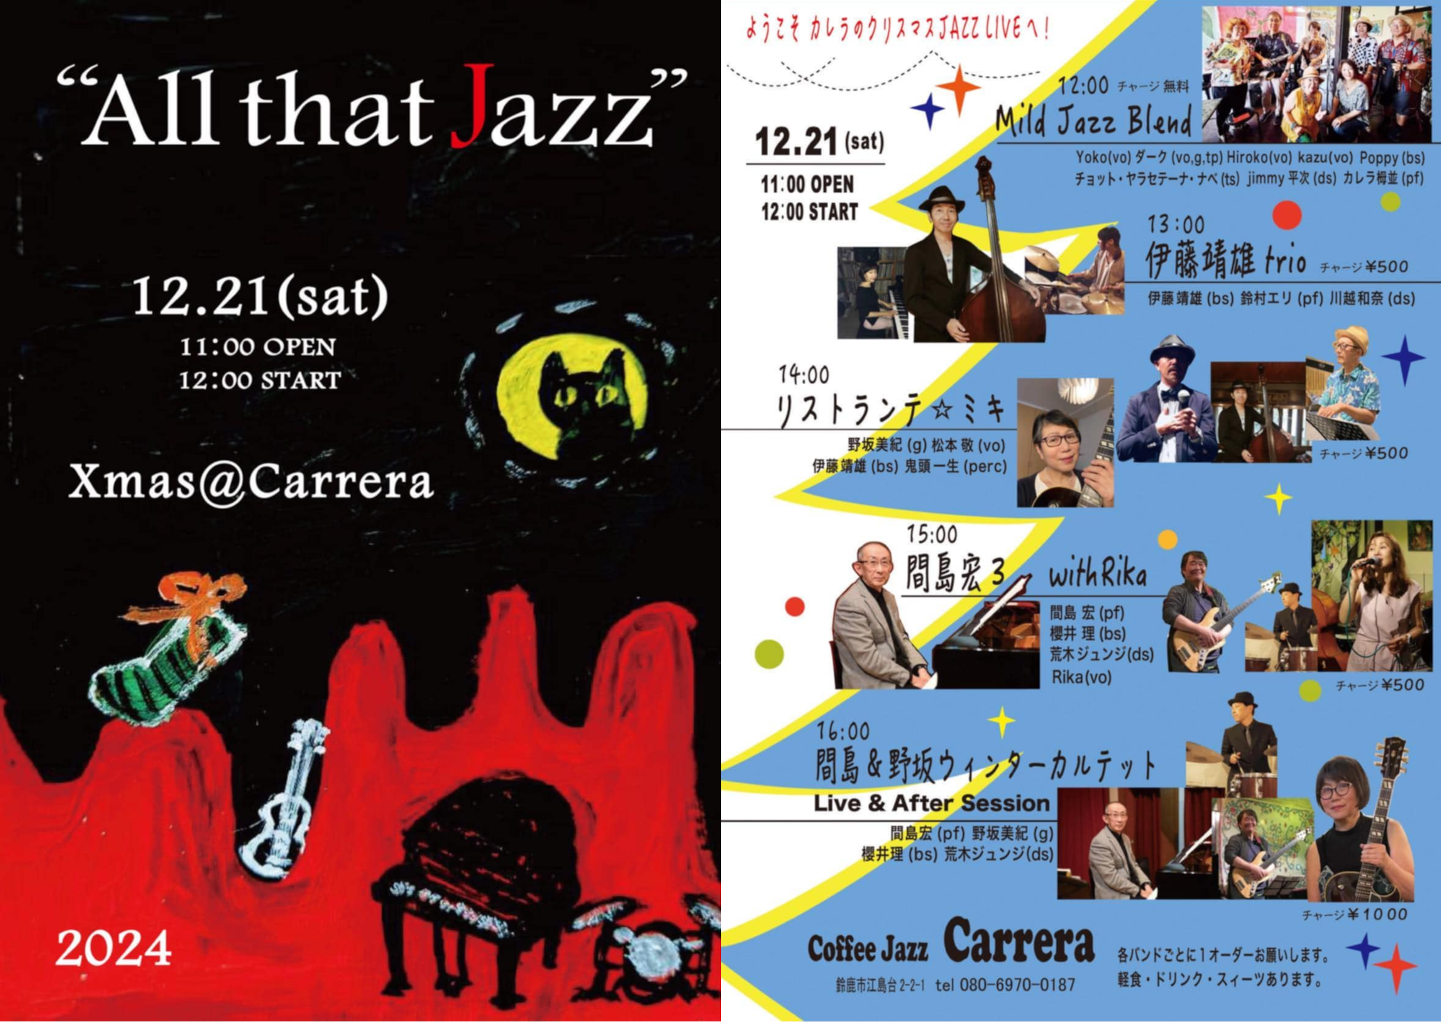 “All that Jazz”
12.21(sat)
11:00 OPEN
12:00 START
Xmas@Carrera
2024
ようこそ カレラのクリスマスJAZZ LIVEへ!
12.21 (sat)
11:00 OPEN
12:00 START
12:00 チャージ 無料
Mild Jazz Blend
Yoko(vo) ダーク (vo,g,tp) Hiroko(vo) kazu(vo) Poppy (bs)
チョット・ヤラセテーナ・ナベ(ts) jimmy 平次 (ds) カレラ栂並 (pf)
13:00
伊藤靖雄 trio チャージ ¥500
伊藤靖雄 (bs) 鈴村エリ (pf) 川越和奈 (ds)
14:00
リストランテ☆ミキ
野坂美紀 (g) 松本 敬 (vo)
伊藤靖雄 (bs) 鬼頭一生 (perc)
チャージ ¥500
15:00
間島宏3 withRika
間島 宏 (pf)
櫻井 理 (bs)
荒木ジュンジ(ds)
Rika(vo)
チャージ ¥500
16:00
間島&野坂ウィンターカルテット
Live & After Session
間島宏 (pf) 野坂美紀 (g)
櫻井理 (bs) 荒木ジュンジ(ds)
チャージ ¥1000
Coffee Jazz Carrera
鈴鹿市江島台 2-2-1 tel 080-6970-0187
各バンドごとに1オーダーお願いします。
軽食・ドリンク・スィーツあります。